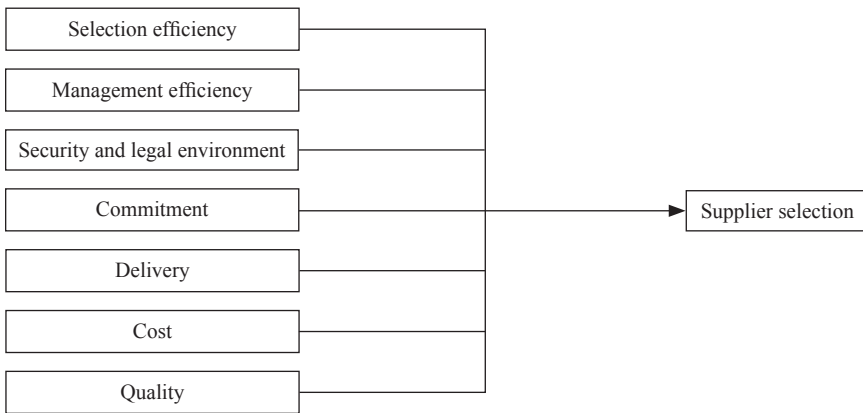 Selection efficiency
Management efficiency
Security and legal environment
Commitment
Supplier selection
Delivery
Cost
Quality